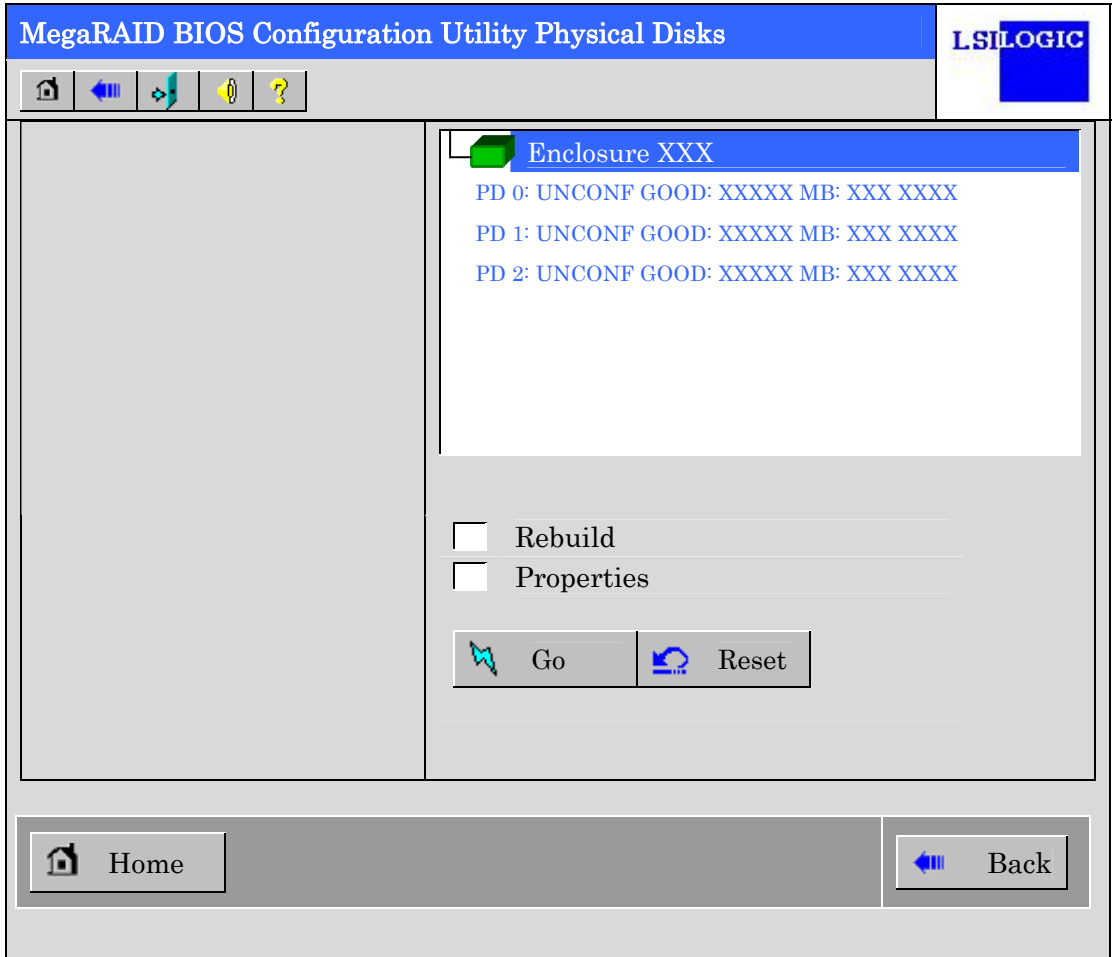 MegaRAID BIOS Configuration Utility Physical Disks
LSILOGIC
Enclosure XXX
PD 0: UNCONF GOOD: XXXXX MB: XXX XXXX
PD 1: UNCONF GOOD: XXXXX MB: XXX XXXX
PD 2: UNCONF GOOD: XXXXX MB: XXX XXXX
Rebuild
Properties
Go
Reset
Home
Back